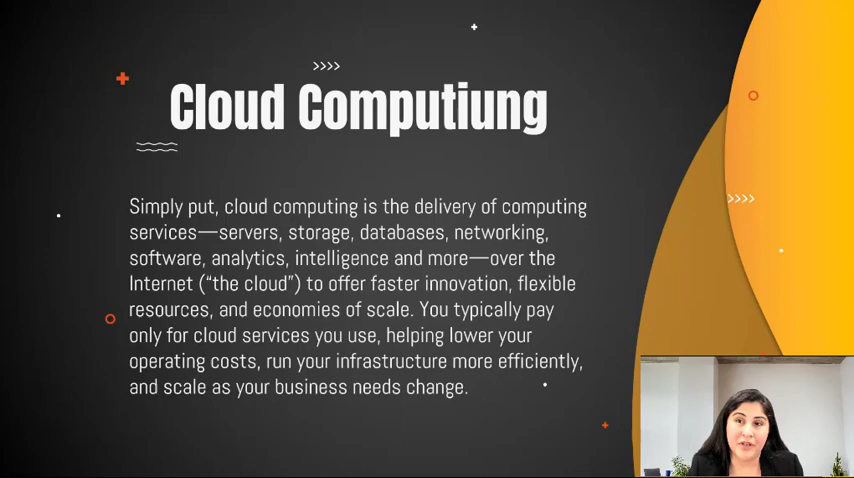 Cloud Computiung
Simply put, cloud computing is the delivery of computing
services—servers, storage, databases, networking,
software, analytics, intelligence and more—over the
Internet (“the cloud”) to offer faster innovation, flexible
resources, and economies of scale. You typically pay
only for cloud services you use, helping lower your
operating costs, run your infrastructure more efficiently,
and scale as your business needs change.